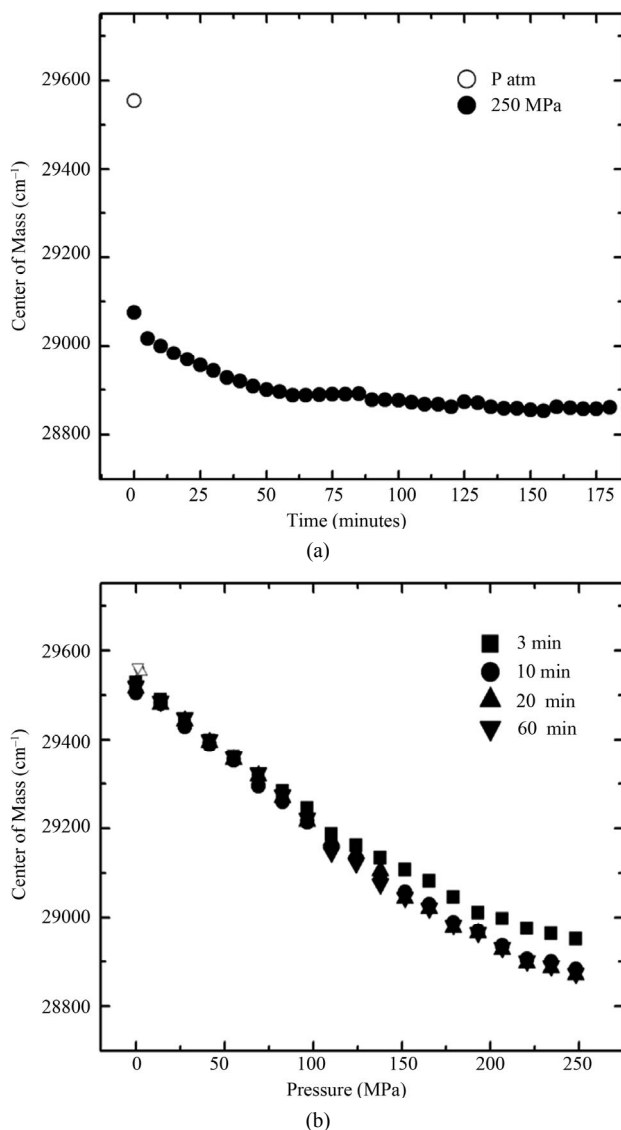 29600
29400
29200
29000
28800
Center of Mass (cm⁻¹)
P atm
250 MPa
0 25 50 75 100 125 150 175
Time (minutes)
(a)
29600
29400
29200
29000
28800
Center of Mass (cm⁻¹)
3 min
10 min
20 min
60 min
0 50 100 150 200 250
Pressure (MPa)
(b)